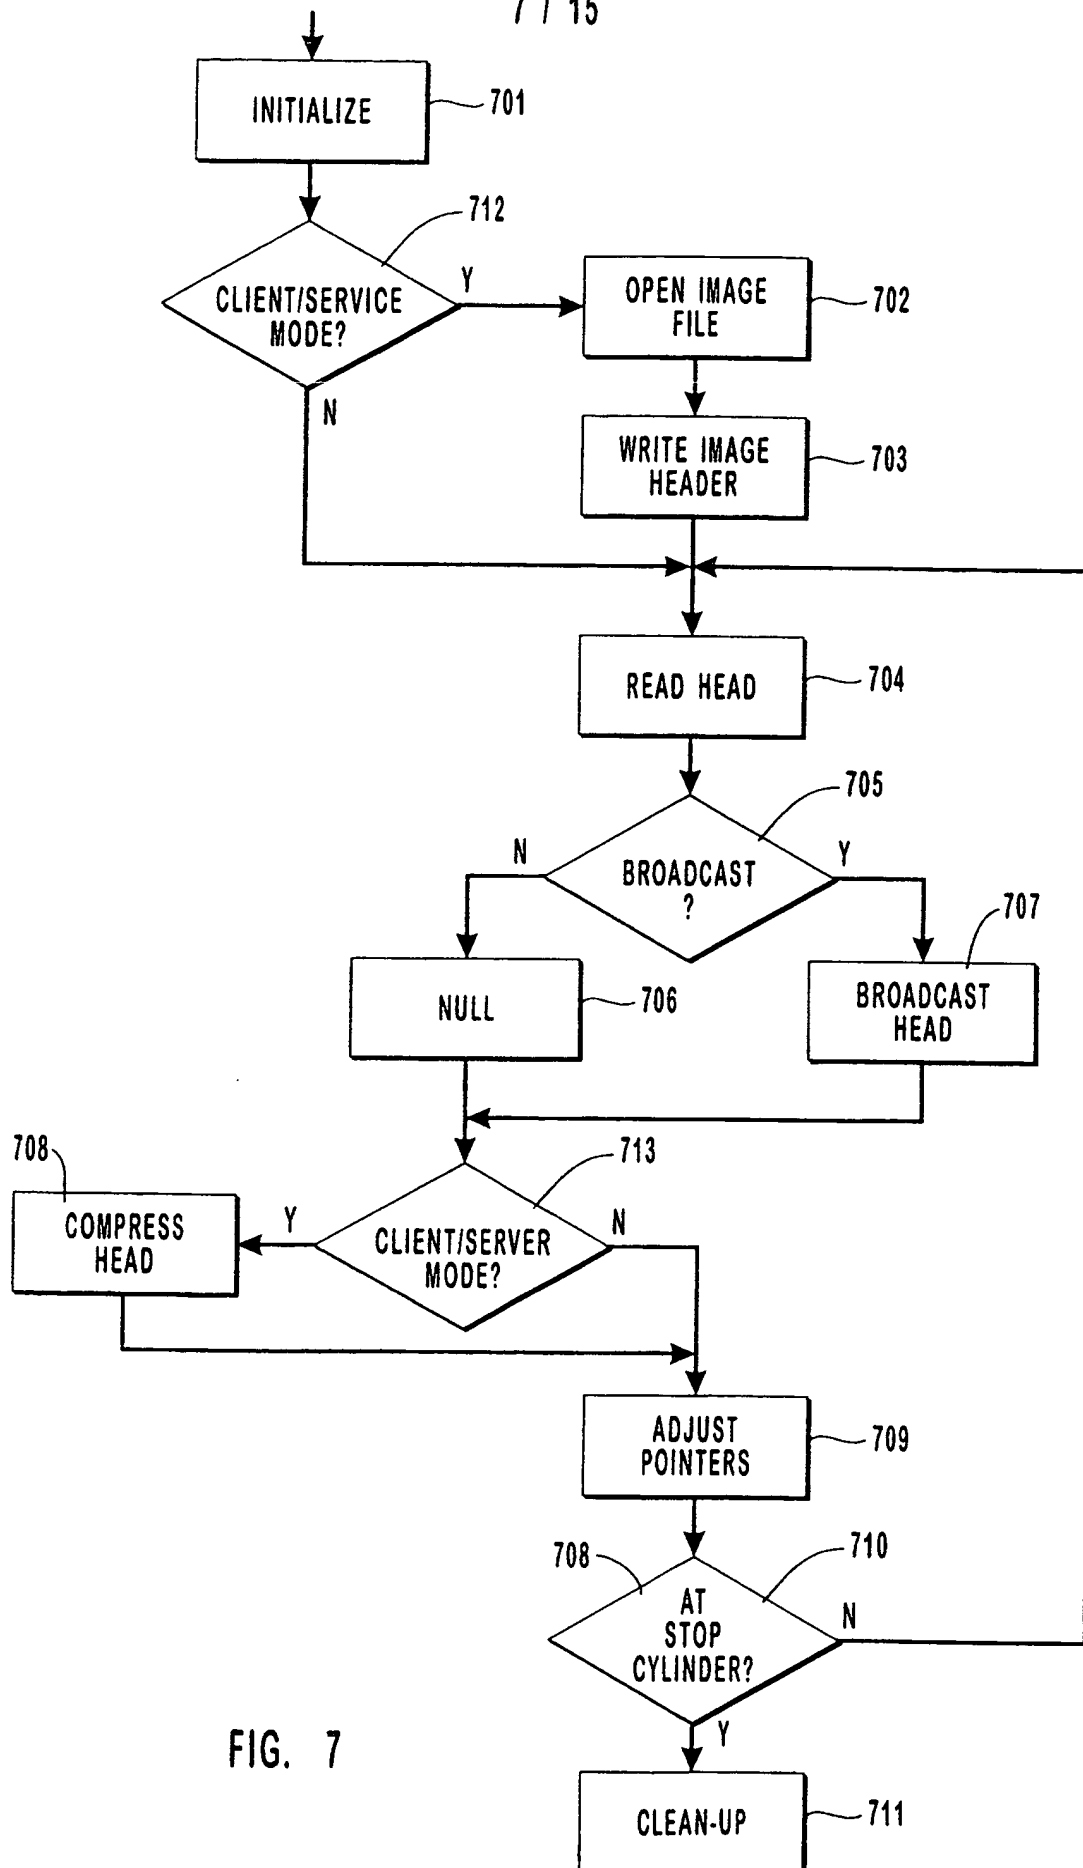 7 / 15
INITIALIZE
701
712
CLIENT/SERVICE
MODE?
Y
N
OPEN IMAGE
FILE
702
WRITE IMAGE
HEADER
703
READ HEAD
704
705
BROADCAST
?
N
Y
707
NULL
706
BROADCAST
HEAD
708
713
COMPRESS
HEAD
Y
CLIENT/SERVER
MODE?
N
ADJUST
POINTERS
709
708
710
AT
STOP
CYLINDER?
N
Y
FIG. 7
CLEAN-UP
711